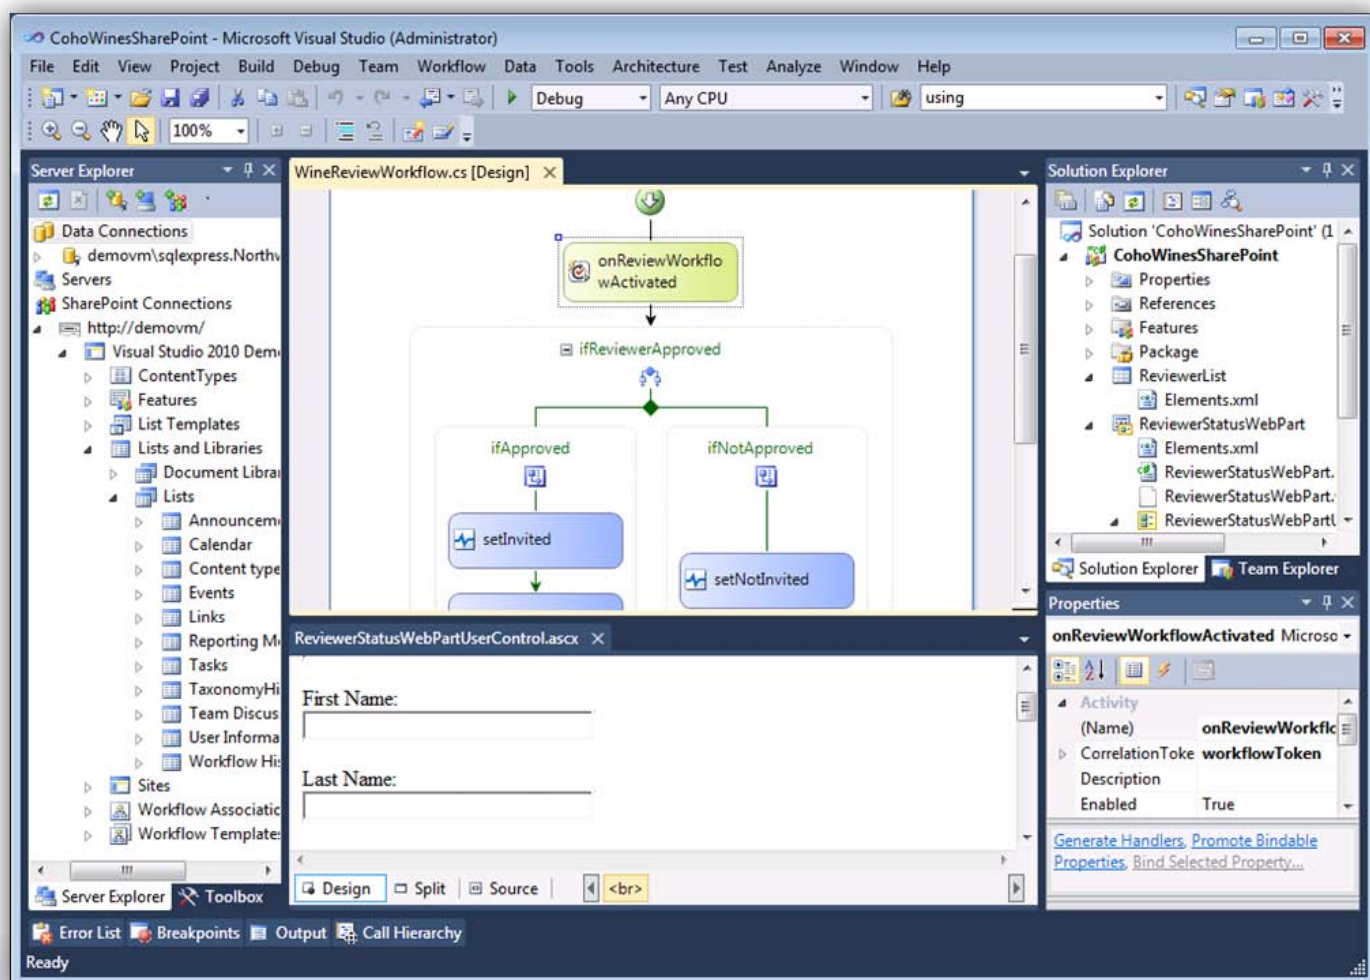 CohoWinesSharePoint - Microsoft Visual Studio (Administrator)
File Edit View Project Build Debug Team Workflow Data Tools Architecture Test Analyze Window Help
Debug Any CPU using
100%
Server Explorer
Data Connections
demovm\sqlexpress.Northw
Servers
SharePoint Connections
http://demovm/
Visual Studio 2010 Dem
ContentTypes
Features
List Templates
Lists and Libraries
Document Librar
Lists
Announcem
Calendar
Content type
Events
Links
Reporting M
Tasks
TaxonomyHi
Team Discus
User Informa
Workflow His
Sites
Workflow Associatic
Workflow Template
Server Explorer Toolbox
WineReviewWorkflow.cs [Design]
onReviewWorkflo
wActivated
ifReviewerApproved
ifApproved ifNotApproved
setInvited
setNotInvited
ReviewerStatusWebPartUserControl.ascx
First Name:
Last Name:
Design Split Source <br>
Solution Explorer
Solution 'CohoWinesSharePoint' (1
CohoWinesSharePoint
Properties
References
Features
Package
ReviewerList
Elements.xml
ReviewerStatusWebPart
Elements.xml
ReviewerStatusWebPart.
ReviewerStatusWebPart.
ReviewerStatusWebPartU
Solution Explorer Team Explorer
Properties
onReviewWorkflowActivated Microso
Activity
(Name) onReviewWorkflo
CorrelationToke workflowToken
Description
Enabled True
Generate Handlers, Promote Bindable
Properties, Bind Selected Property...
Error List Breakpoints Output Call Hierarchy
Ready